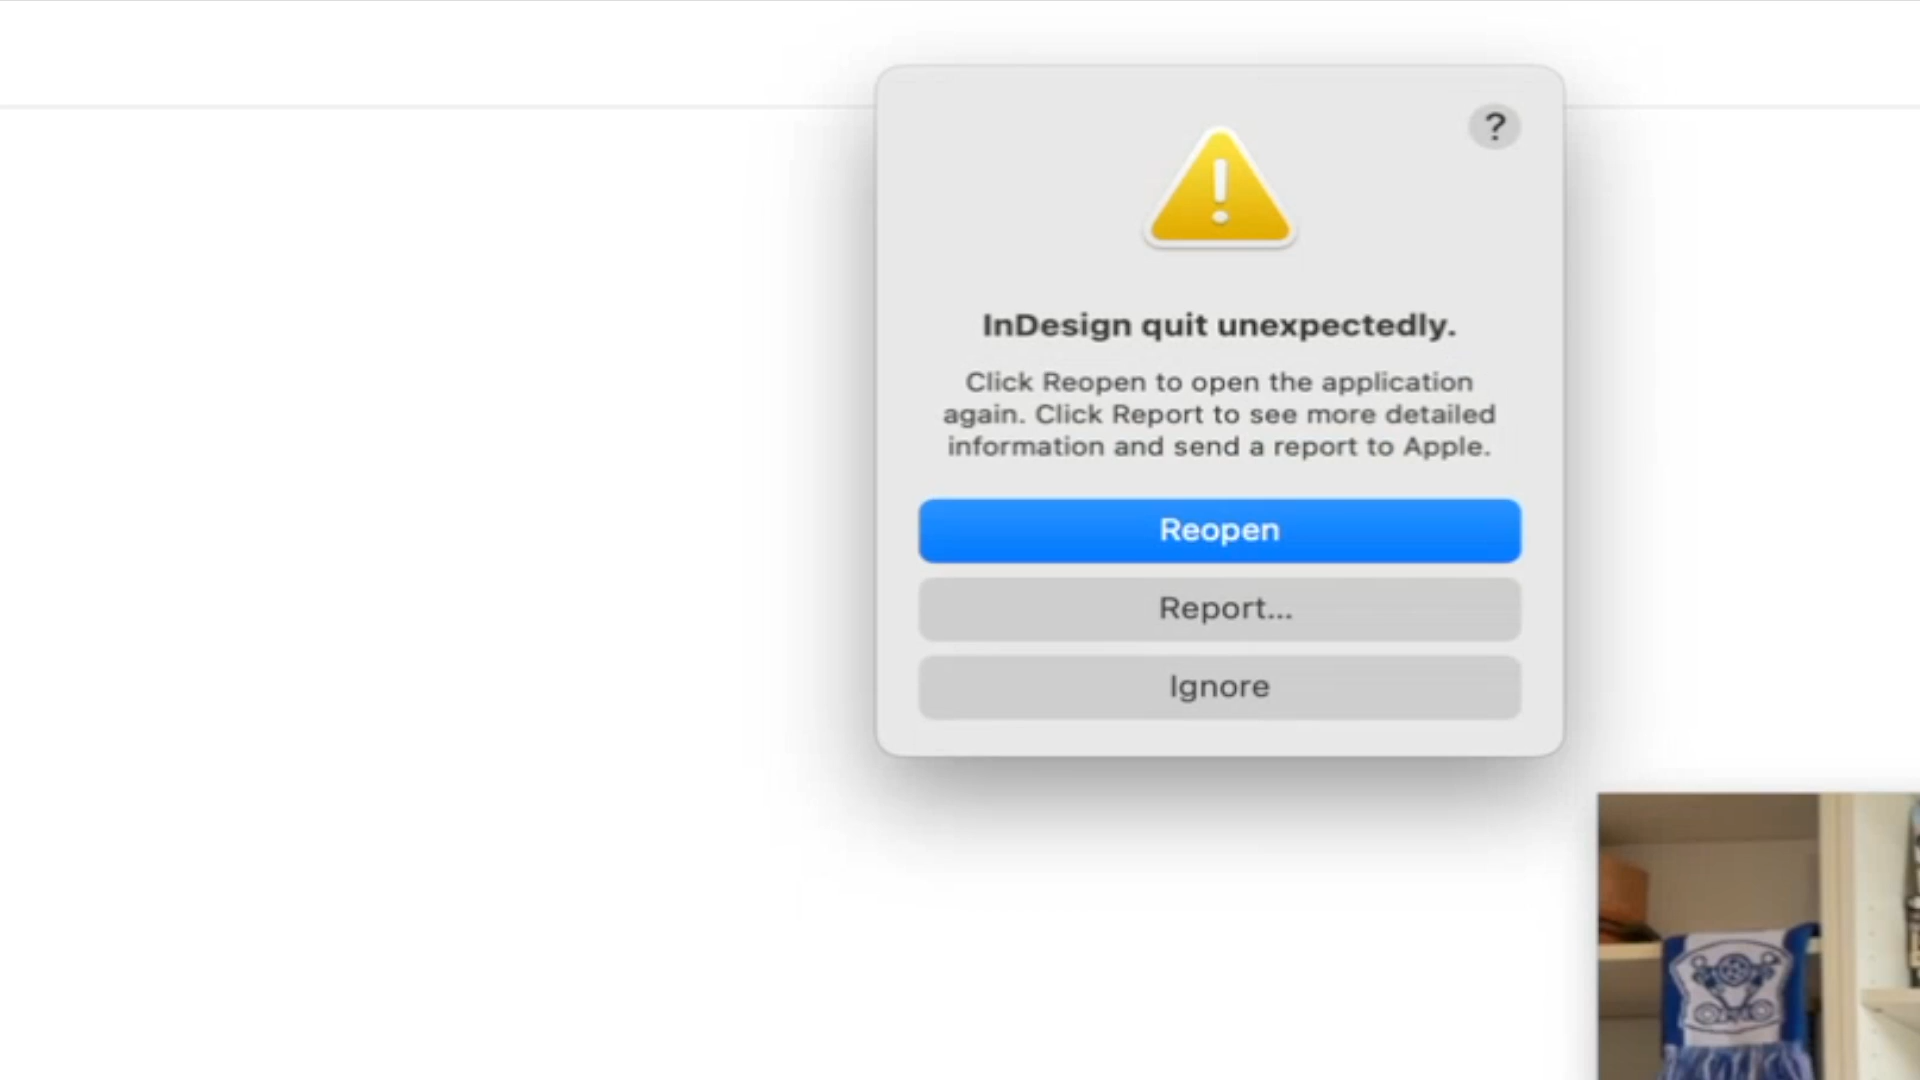 ?
InDesign quit unexpectedly.
Click Reopen to open the application
again. Click Report to see more detailed
information and send a report to Apple.
Reopen
Report...
Ignore